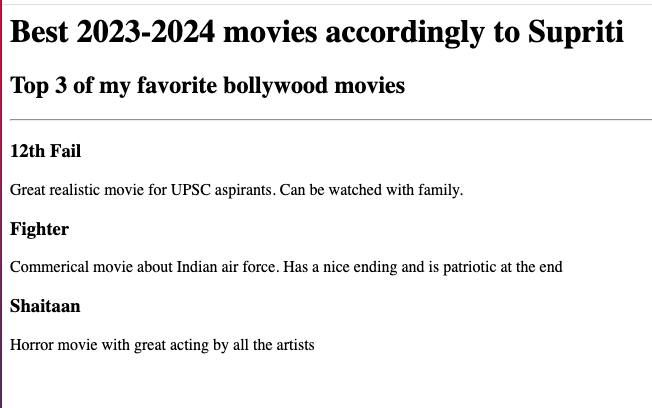 Best 2023-2024 movies accordingly to Supriti
Top 3 of my favorite bollywood movies
12th Fail
Great realistic movie for UPSC aspirants. Can be watched with family.
Fighter
Commerical movie about Indian air force. Has a nice ending and is patriotic at the end
Shaitaan
Horror movie with great acting by all the artists